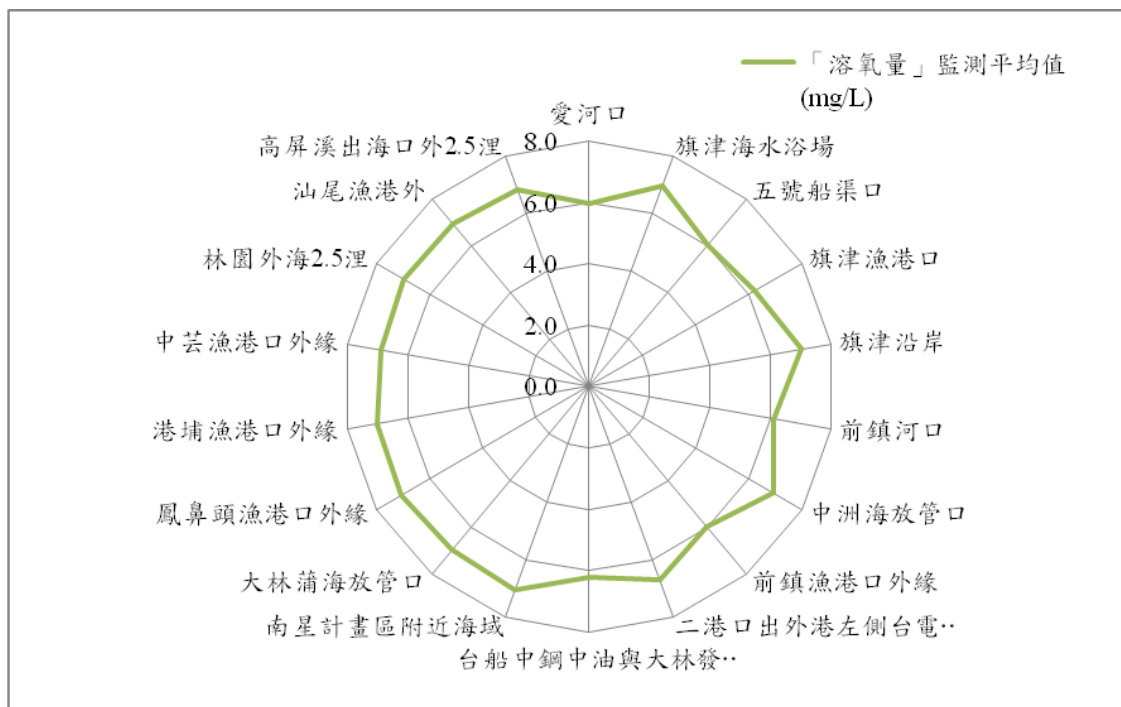 「溶氧量」監測平均值
(mg/L)
愛河口
旗津海水浴場
五號船渠口
旗津漁港口
旗津沿岸
前鎮河口
中洲海放管口
前鎮漁港口外緣
二港口出外港左側台電‥
台船中鋼中油與大林發‥
南星計畫區附近海域
大林蒲海放管口
鳳鼻頭漁港口外緣
港埔漁港口外緣
中芸漁港口外緣
林園外海2.5浬
汕尾漁港外
高屏溪出海口外2.5浬
8.0
6.0
4.0
2.0
0.0